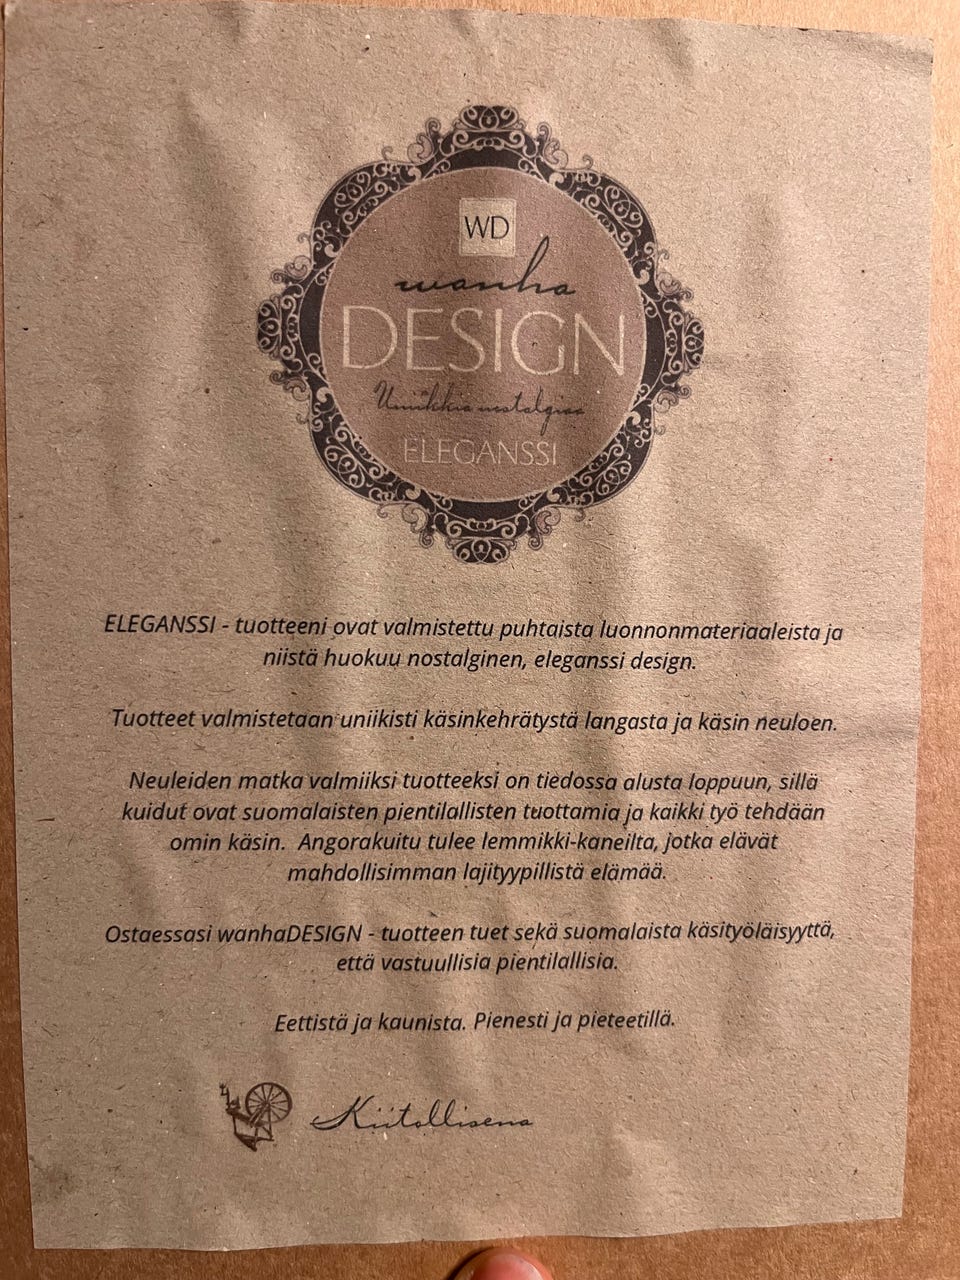 WD
wanha
DESIGN
Uniikkia nostalgiaa
ELEGANSSI
ELEGANSSI - tuotteeni ovat valmistettu puhtaista luonnonmateriaaleista ja
niistä huokuu nostalginen, eleganssi design.
Tuotteet valmistetaan uniikisti käsinkehrätystä langasta ja käsin neuloen.
Neuleiden matka valmiiksi tuotteeksi on tiedossa alusta loppuun, sillä
kuidut ovat suomalaisten pientilallisten tuottamia ja kaikki työ tehdään
omin käsin. Angorakuitu tulee lemmikki-kaneilta, jotka elävät
mahdollisimman lajityypillistä elämää.
Ostaessasi wanhaDESIGN - tuotteen tuet sekä suomalaista käsityöläisyyttä,
että vastuullisia pientilallisia.
Eettistä ja kaunista. Pienesti ja pieteetillä.
Kiitollisena